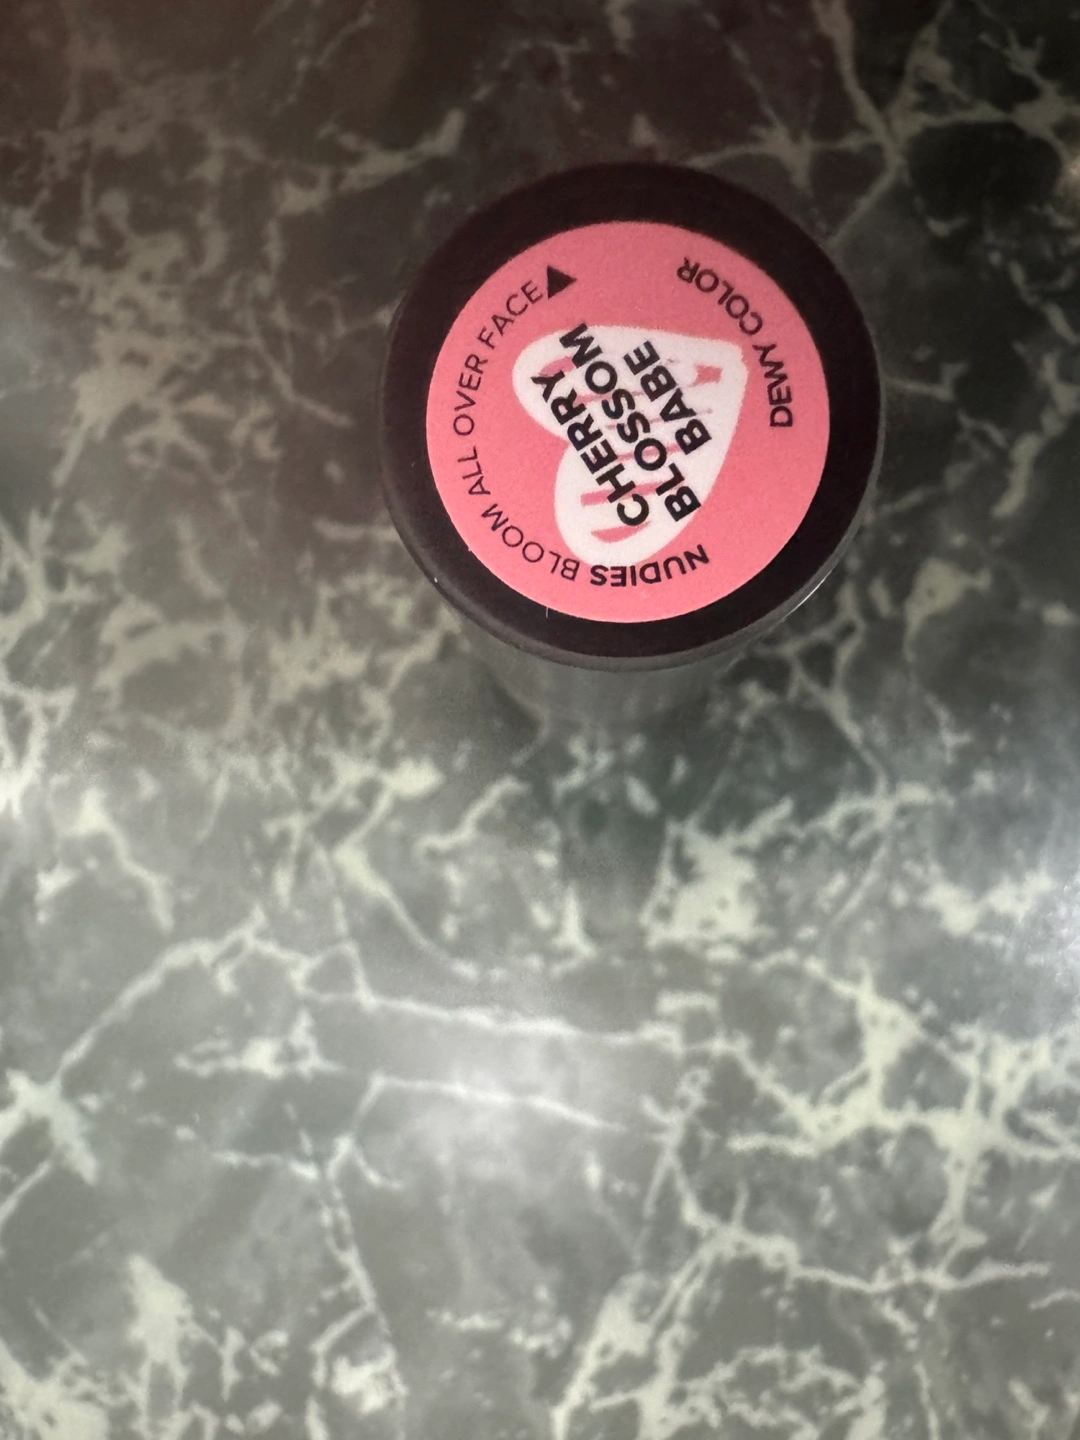 NUDIES BLOOM ALL OVER FACE
DEWY COLOR
CHERRY
BLOSSOM
BABE